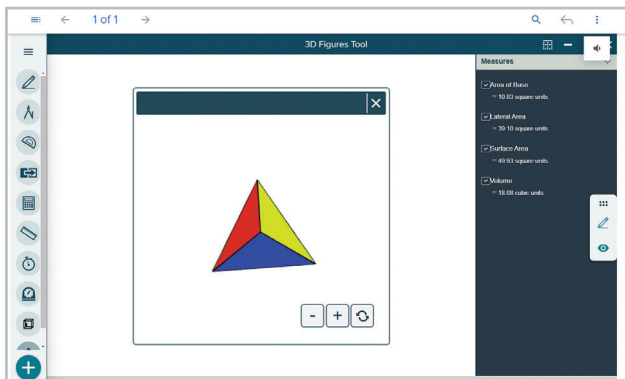 1 of 1
3D Figures Tool
Measures
Area of Base
≈ 10.83 square units
Lateral Area
≈ 39.10 square units
Surface Area
≈ 49.93 square units
Volume
≈ 18.08 cubic units
- +